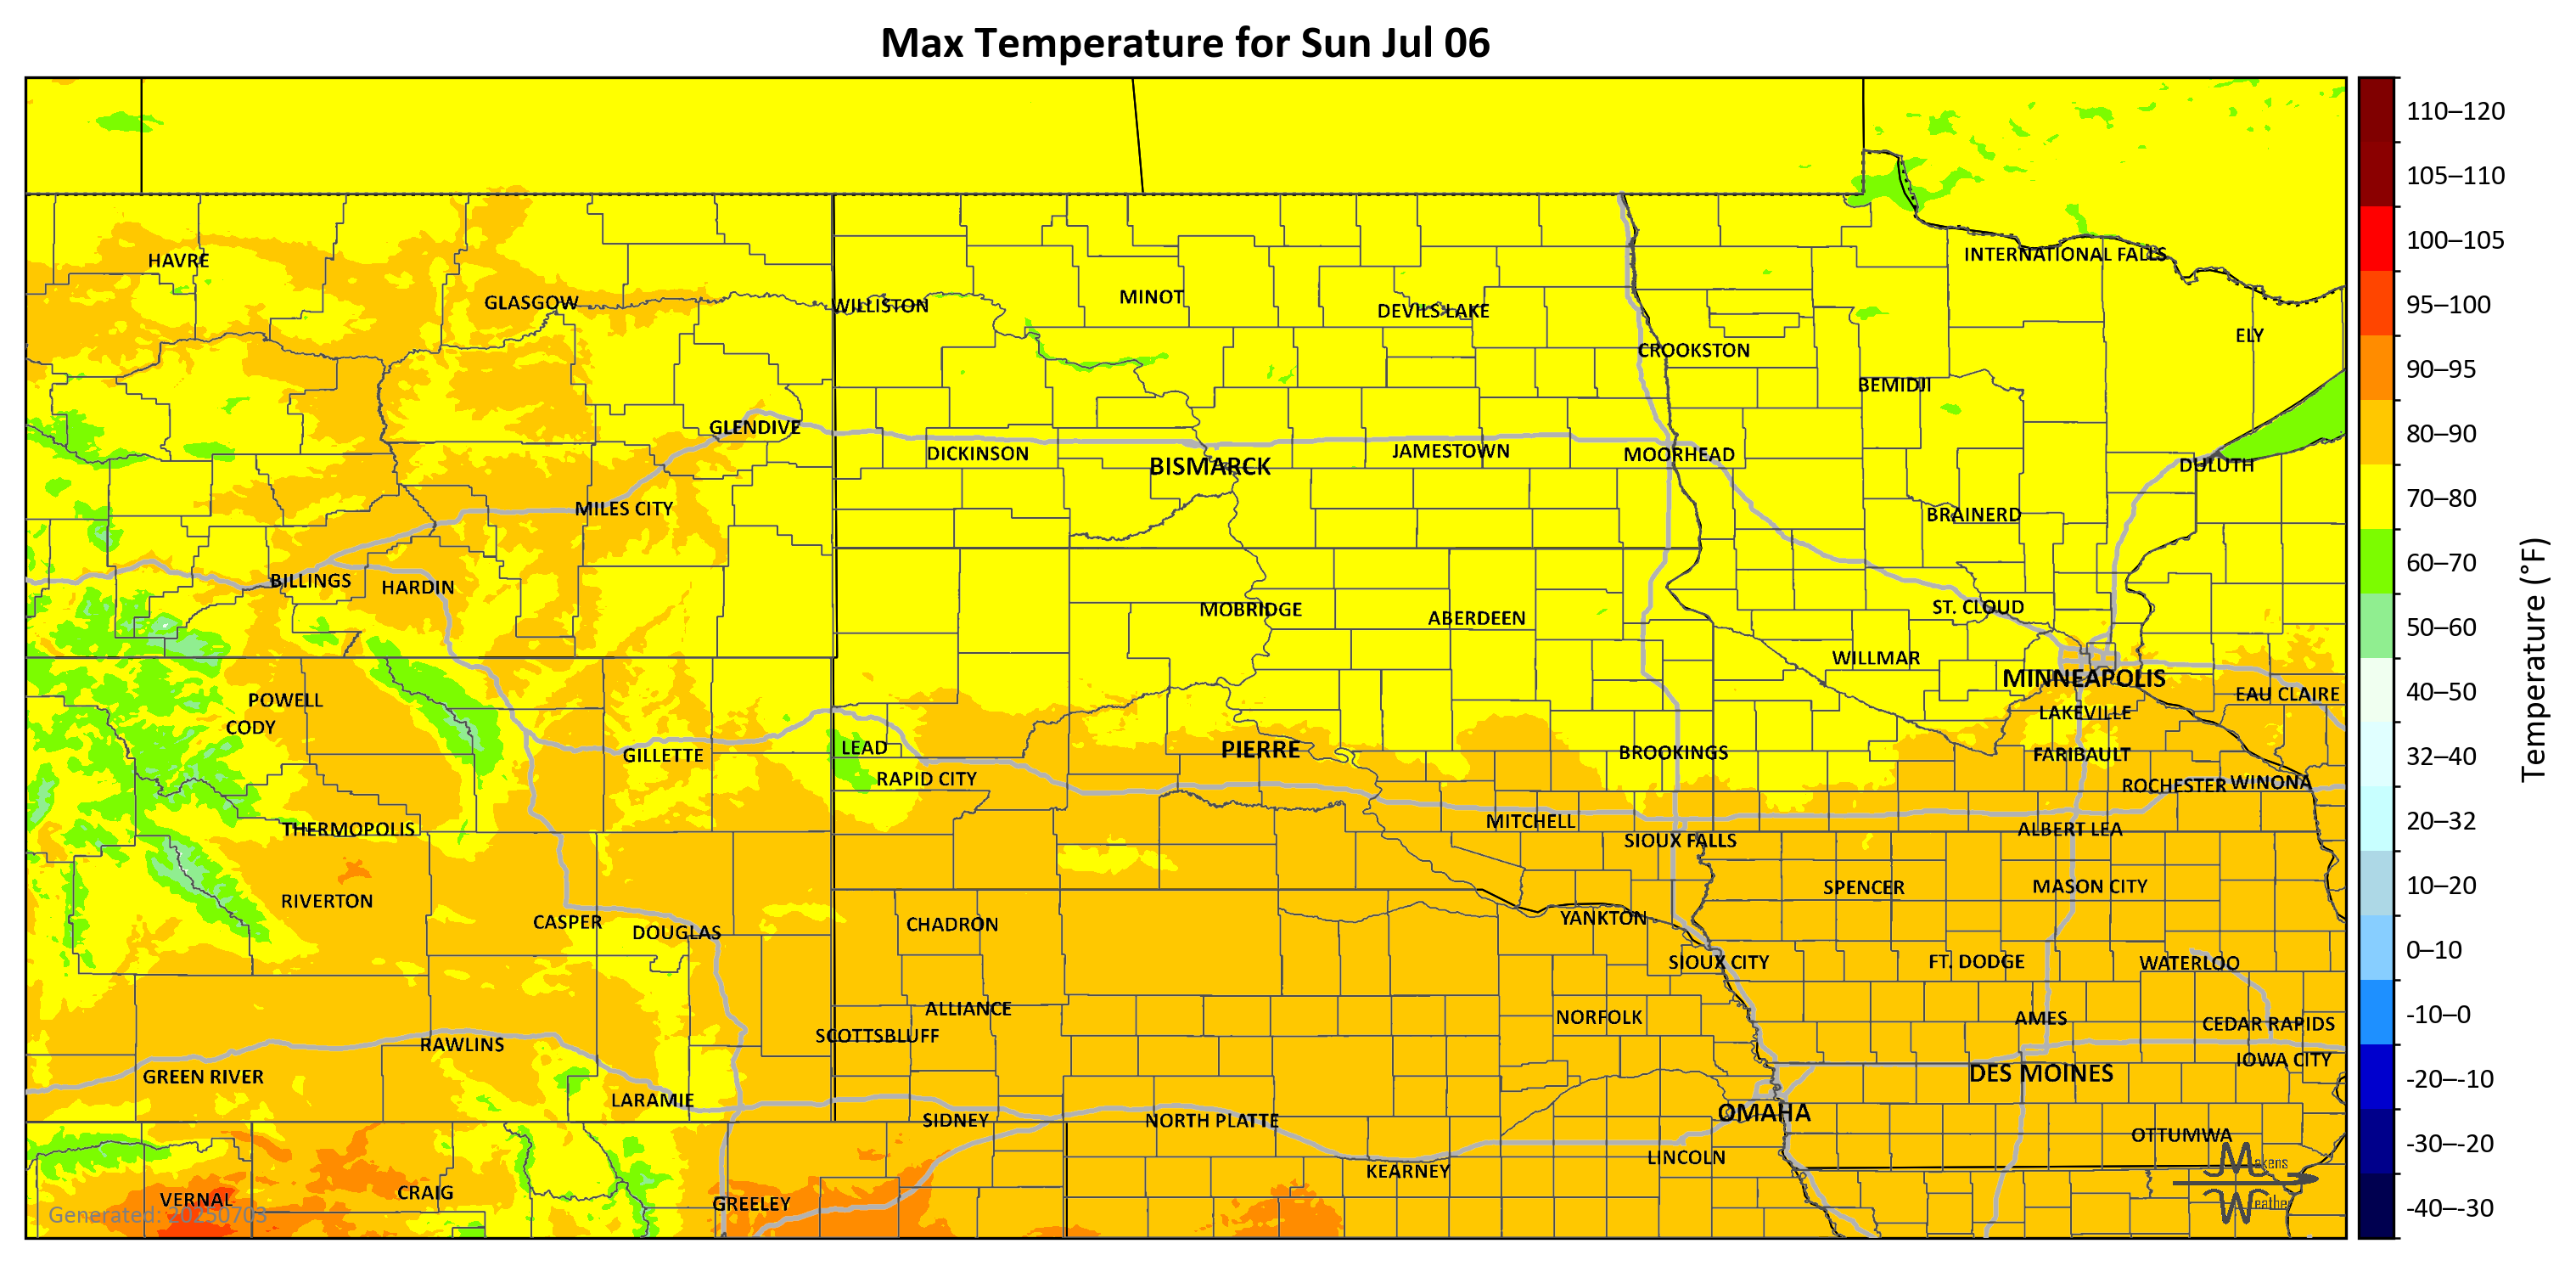 Max Temperature for Sun Jul 06
110–120
105–110
100–105
95–100
90–95
80–90
70–80
60–70
50–60
40–50
32–40
20–32
10–20
0–10
-10–0
-20–-10
-30–-20
-40–-30
Temperature (°F)
HAVRE
INTERNATIONAL FALLS
GLASGOW
WILLISTON
MINOT
DEVILS LAKE
ELY
CROOKSTON
BEMIDJI
GLENDIVE
DICKINSON
BISMARCK
JAMESTOWN
MOORHEAD
DULUTH
MILES CITY
BRAINERD
BILLINGS
HARDIN
MOBRIDGE
ABERDEEN
ST. CLOUD
WILLMAR
MINNEAPOLIS
EAU CLAIRE
POWELL
CODY
LAKEVILLE
GILLETTE
LEAD
PIERRE
BROOKINGS
FARIBAULT
RAPID CITY
ROCHESTER
WINONA
THERMOPOLIS
MITCHELL
SIOUX FALLS
ALBERT LEA
RIVERTON
SPENCER
MASON CITY
CASPER
DOUGLAS
CHADRON
YANKTON
SIOUX CITY
FT. DODGE
WATERLOO
ALLIANCE
NORFOLK
AMES
CEDAR RAPIDS
SCOTTSBLUFF
RAWLINS
IOWA CITY
GREEN RIVER
DES MOINES
LARAMIE
SIDNEY
NORTH PLATTE
OMAHA
OTTUMWA
KEARNEY
LINCOLN
VERNAL
CRAIG
GREELEY
Generated: 20250703
Makens
Weather